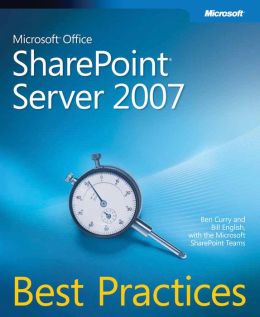 Microsoft®
Microsoft® Office
SharePoint®
Server 2007
Ben Curry and
Bill English,
with the Microsoft
SharePoint Teams
Best Practices